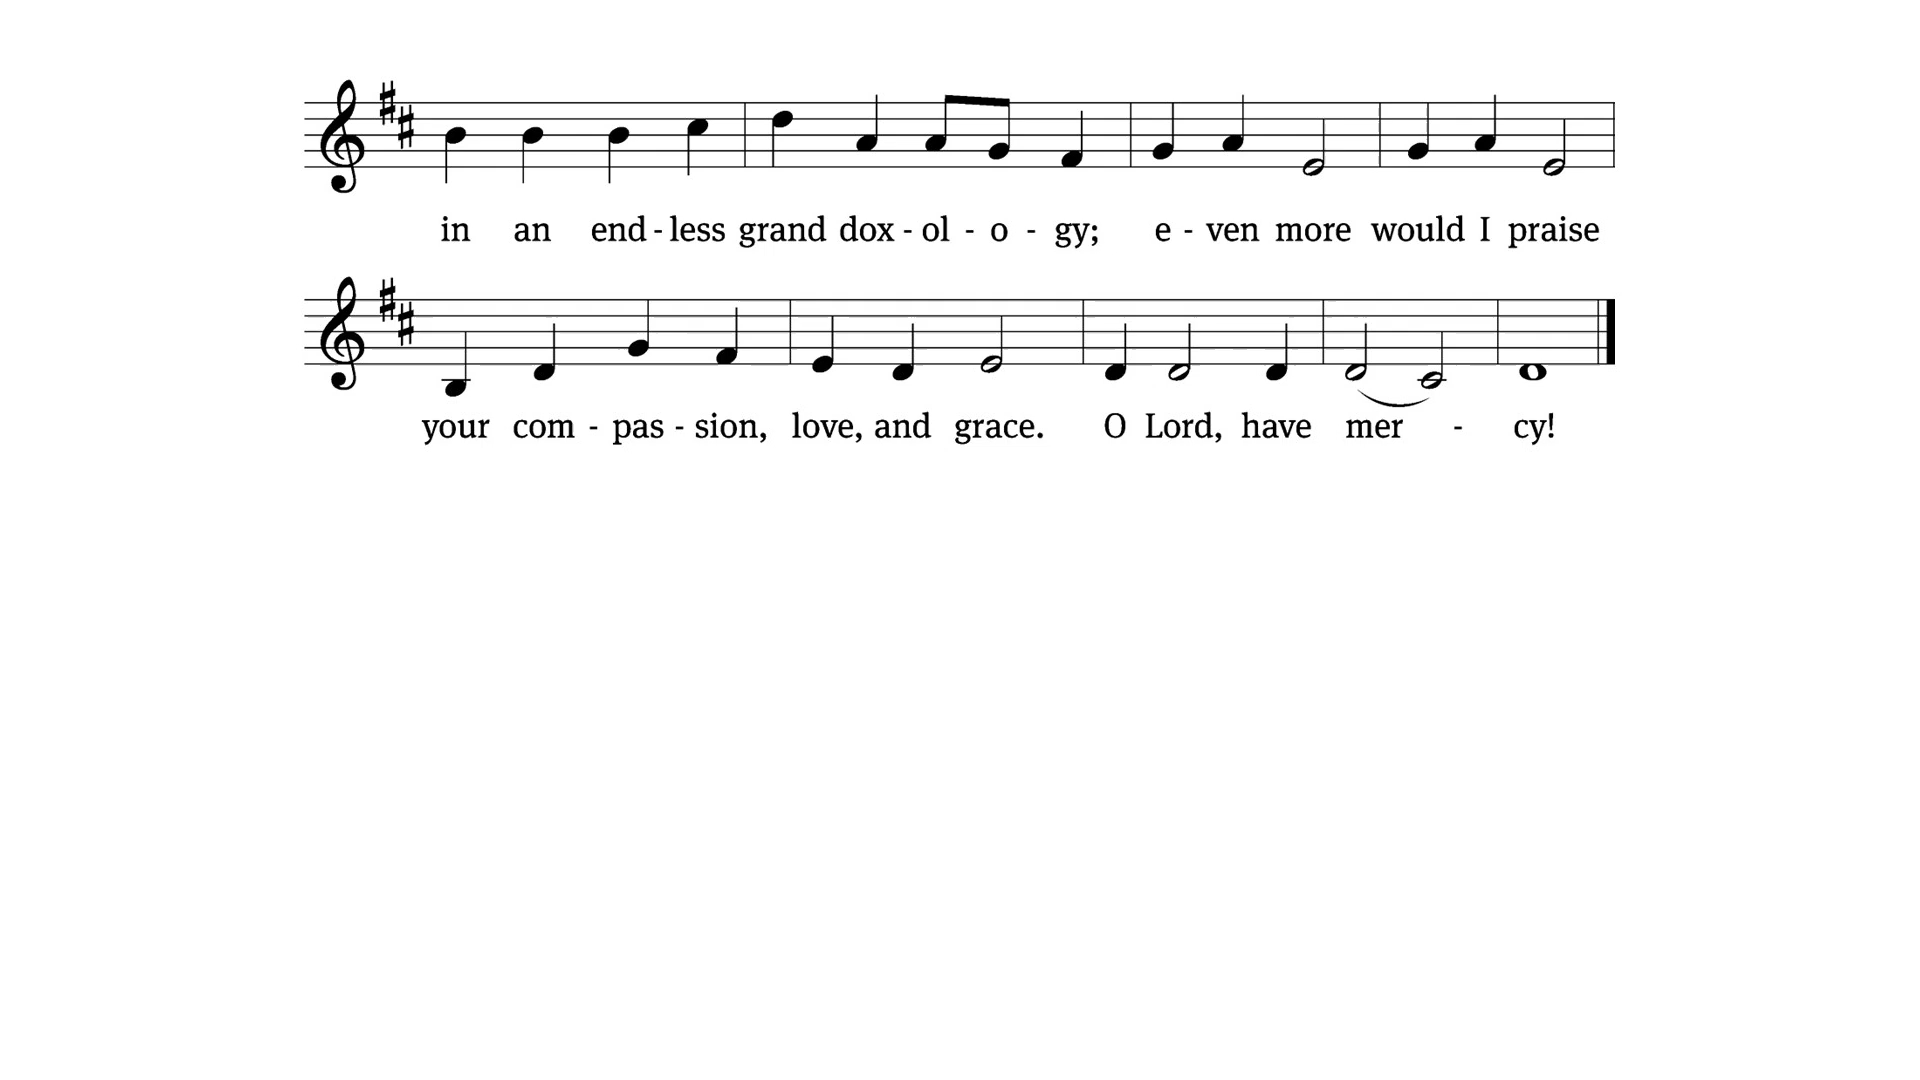 in an end - less grand dox - ol - o - gy; e - ven more would I praise
your com - pas - sion, love, and grace. O Lord, have mer - cy!